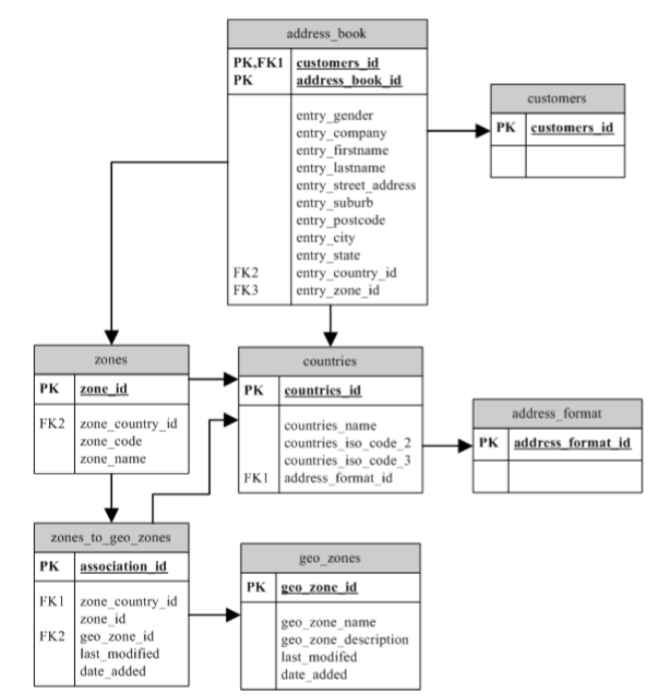 address_book
PK,FK1 customers_id
PK address_book_id
entry_gender
entry_company
entry_firstname
entry_lastname
entry_street_address
entry_suburb
entry_postcode
entry_city
entry_state
FK2 entry_country_id
FK3 entry_zone_id
customers
PK customers_id
zones
PK zone_id
FK2 zone_country_id
zone_code
zone_name
countries
PK countries_id
countries_name
countries_iso_code_2
countries_iso_code_3
FK1 address_format_id
address_format
PK address_format_id
zones_to_geo_zones
PK association_id
FK1 zone_country_id
zone_id
FK2 geo_zone_id
last_modified
date_added
geo_zones
PK geo_zone_id
geo_zone_name
geo_zone_description
last_modifed
date_added